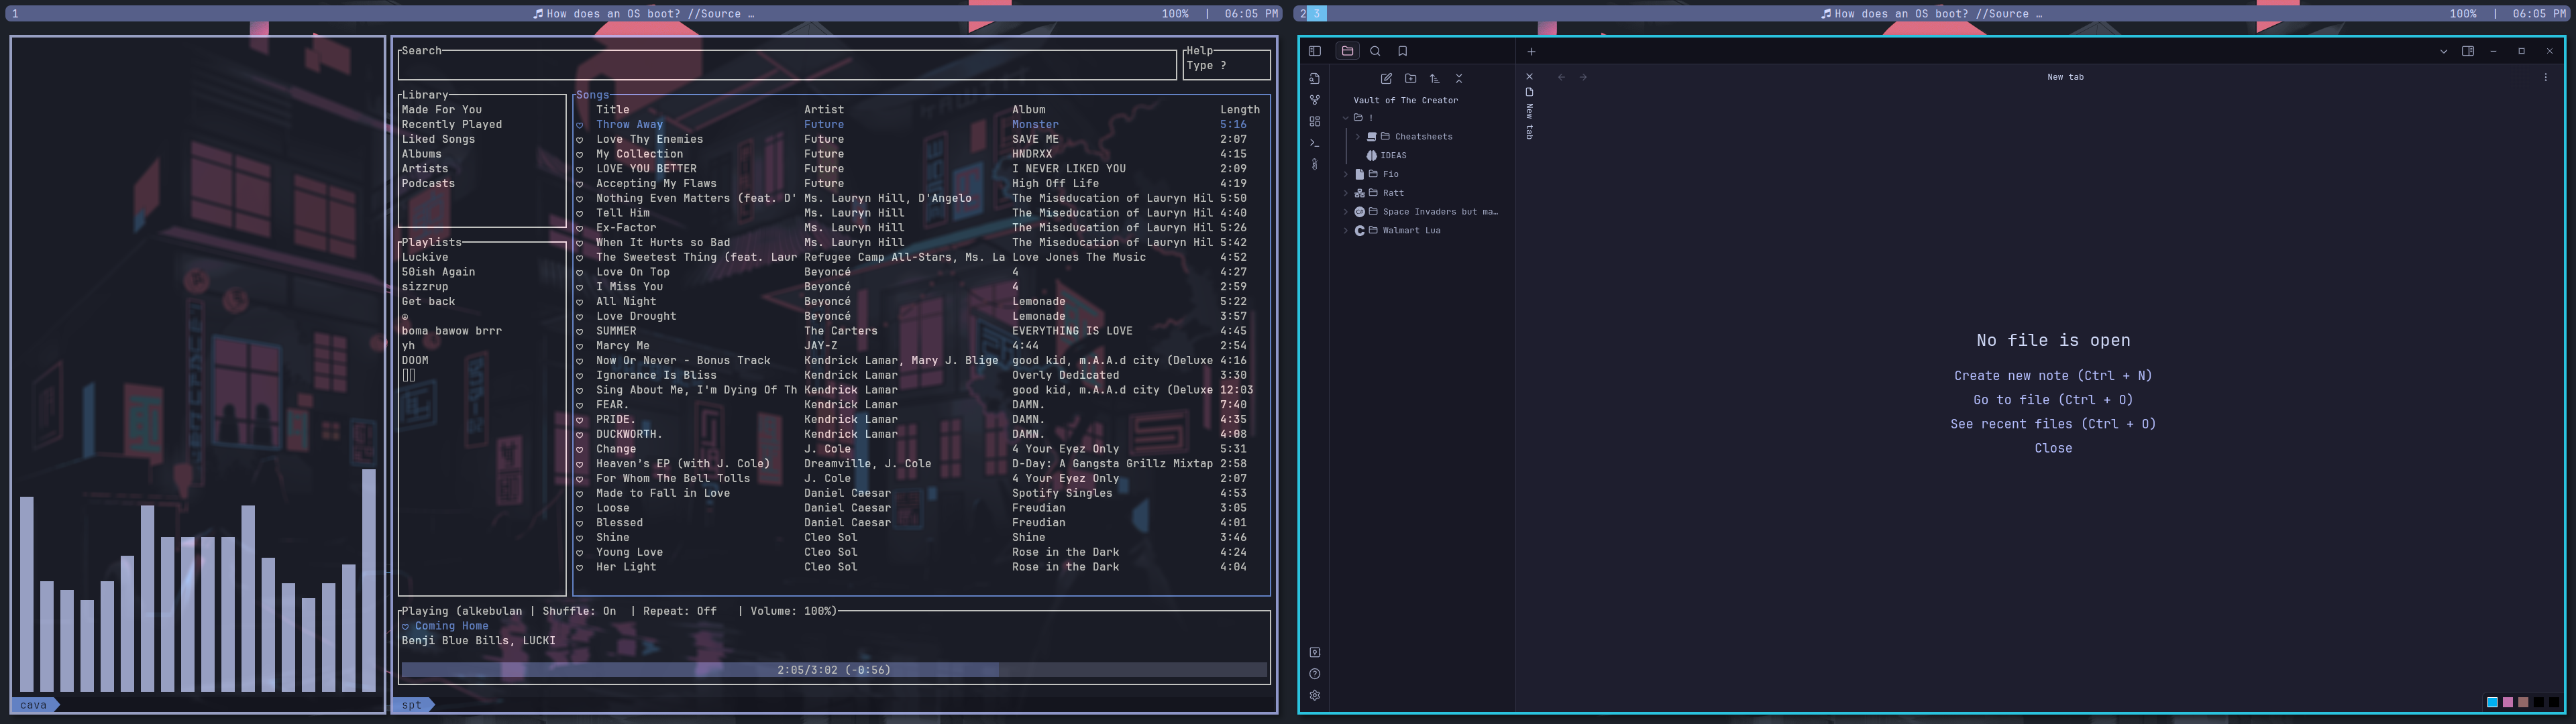 1 How does an OS boot? //Source … 100% | 06:05 PM
2 3 How does an OS boot? //Source … 100% | 06:05 PM
Search
Help
Type ?
Library
Made For You
Recently Played
Liked Songs
Albums
Artists
Podcasts
Playlists
Luckive
50ish Again
sizzrup
Get back
boma bawow brrr
yh
DOOM
Songs
Title Artist Album Length
Throw Away Future Monster 5:16
Love Thy Enemies Future SAVE ME 2:07
My Collection Future HNDRXX 4:15
LOVE YOU BETTER Future I NEVER LIKED YOU 2:09
Accepting My Flaws Future High Off Life 4:19
Nothing Even Matters (feat. D' Ms. Lauryn Hill, D'Angelo The Miseducation of Lauryn Hil 5:50
Tell Him Ms. Lauryn Hill The Miseducation of Lauryn Hil 4:40
Ex-Factor Ms. Lauryn Hill The Miseducation of Lauryn Hil 5:26
When It Hurts so Bad Ms. Lauryn Hill The Miseducation of Lauryn Hil 5:42
The Sweetest Thing (feat. Laur Refugee Camp All-Stars, Ms. La Love Jones The Music 4:52
Love On Top Beyoncé 4 4:27
I Miss You Beyoncé 4 2:59
All Night Beyoncé Lemonade 5:22
Love Drought Beyoncé Lemonade 3:57
SUMMER The Carters EVERYTHING IS LOVE 4:45
Marcy Me JAY-Z 4:44 2:54
Now Or Never - Bonus Track Kendrick Lamar, Mary J. Blige good kid, m.A.A.d city (Deluxe 4:16
Ignorance Is Bliss Kendrick Lamar Overly Dedicated 3:30
Sing About Me, I'm Dying Of Th Kendrick Lamar good kid, m.A.A.d city (Deluxe 12:03
FEAR. Kendrick Lamar DAMN. 7:40
PRIDE. Kendrick Lamar DAMN. 4:35
DUCKWORTH. Kendrick Lamar DAMN. 4:08
Change J. Cole 4 Your Eyez Only 5:31
Heaven's EP (with J. Cole) Dreamville, J. Cole D-Day: A Gangsta Grillz Mixtap 2:58
For Whom The Bell Tolls J. Cole 4 Your Eyez Only 2:07
Made to Fall in Love Daniel Caesar Spotify Singles 4:53
Loose Daniel Caesar Freudian 3:05
Blessed Daniel Caesar Freudian 4:01
Shine Cleo Sol Shine 3:46
Young Love Cleo Sol Rose in the Dark 4:24
Her Light Cleo Sol Rose in the Dark 4:04
Playing (alkebulan | Shuffle: On | Repeat: Off | Volume: 100%)
Coming Home
Benji Blue Bills, LUCKI
2:05/3:02 (-0:56)
cava
spt
New tab
New tab
Vault of The Creator
!
Cheatsheets
IDEAS
Fio
Ratt
Space Invaders but ma…
Walmart Lua
No file is open
Create new note (Ctrl + N)
Go to file (Ctrl + O)
See recent files (Ctrl + O)
Close